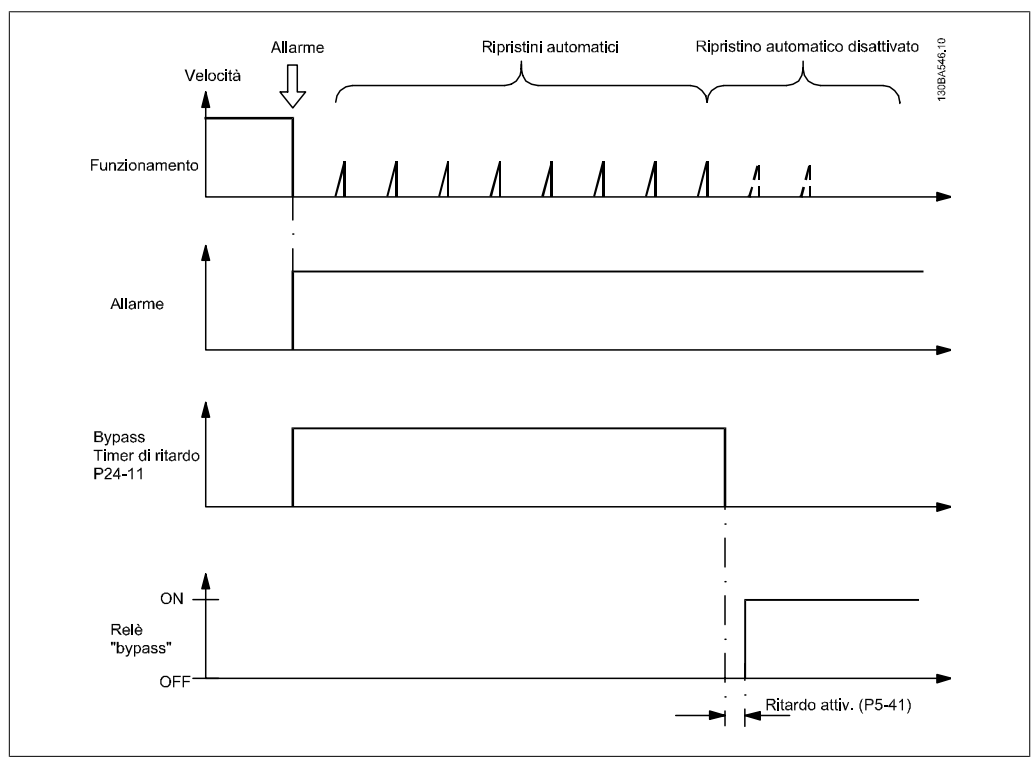 Allarme
Ripristini automatici
Ripristino automatico disattivato
130BA546.10
Velocità
Funzionamento
Allarme
Bypass
Timer di ritardo
P24-11
ON
Relè
"bypass"
OFF
Ritardo attiv. (P5-41)